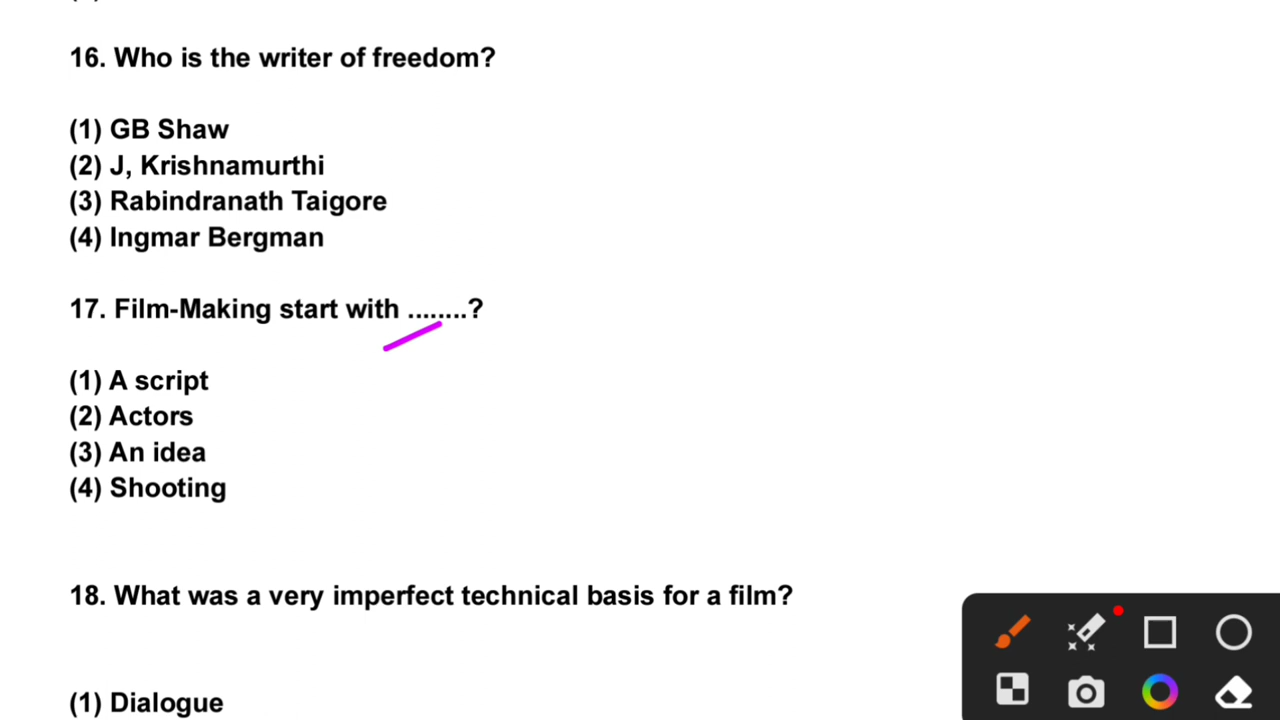 16. Who is the writer of freedom?
(1) GB Shaw
(2) J, Krishnamurthi
(3) Rabindranath Taigore
(4) Ingmar Bergman
17. Film-Making start with ........?
(1) A script
(2) Actors
(3) An idea
(4) Shooting
18. What was a very imperfect technical basis for a film?
(1) Dialogue